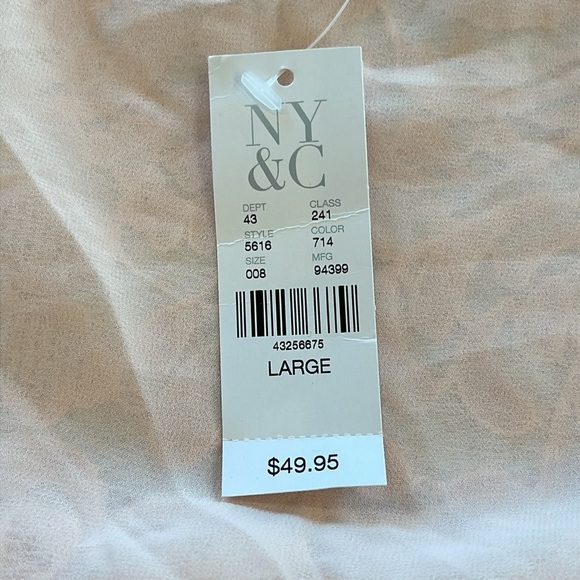 NY
&C
DEPT CLASS
43 241
STYLE COLOR
5616 714
SIZE MFG
008 94399
43256675
LARGE
$49.95